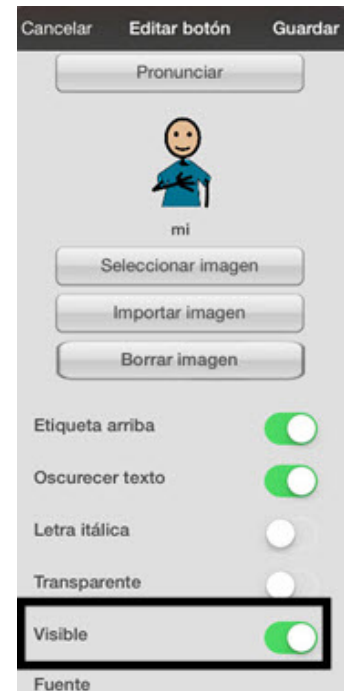 Cancelar Editar botón Guardar
Pronunciar
mi
Seleccionar imagen
Importar imagen
Borrar imagen
Etiqueta arriba
Oscurecer texto
Letra itálica
Transparente
Visible
Fuente